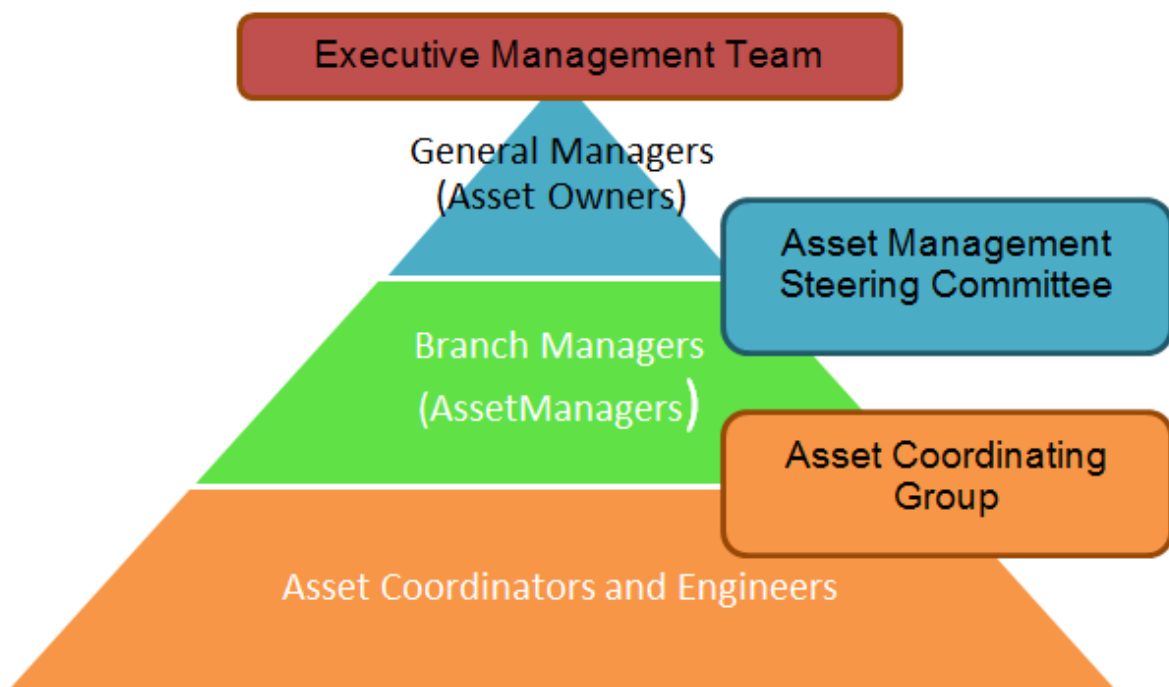 Executive Management Team
General Managers
(Asset Owners)
Asset Management
Steering Committee
Branch Managers
(AssetManagers)
Asset Coordinating
Group
Asset Coordinators and Engineers